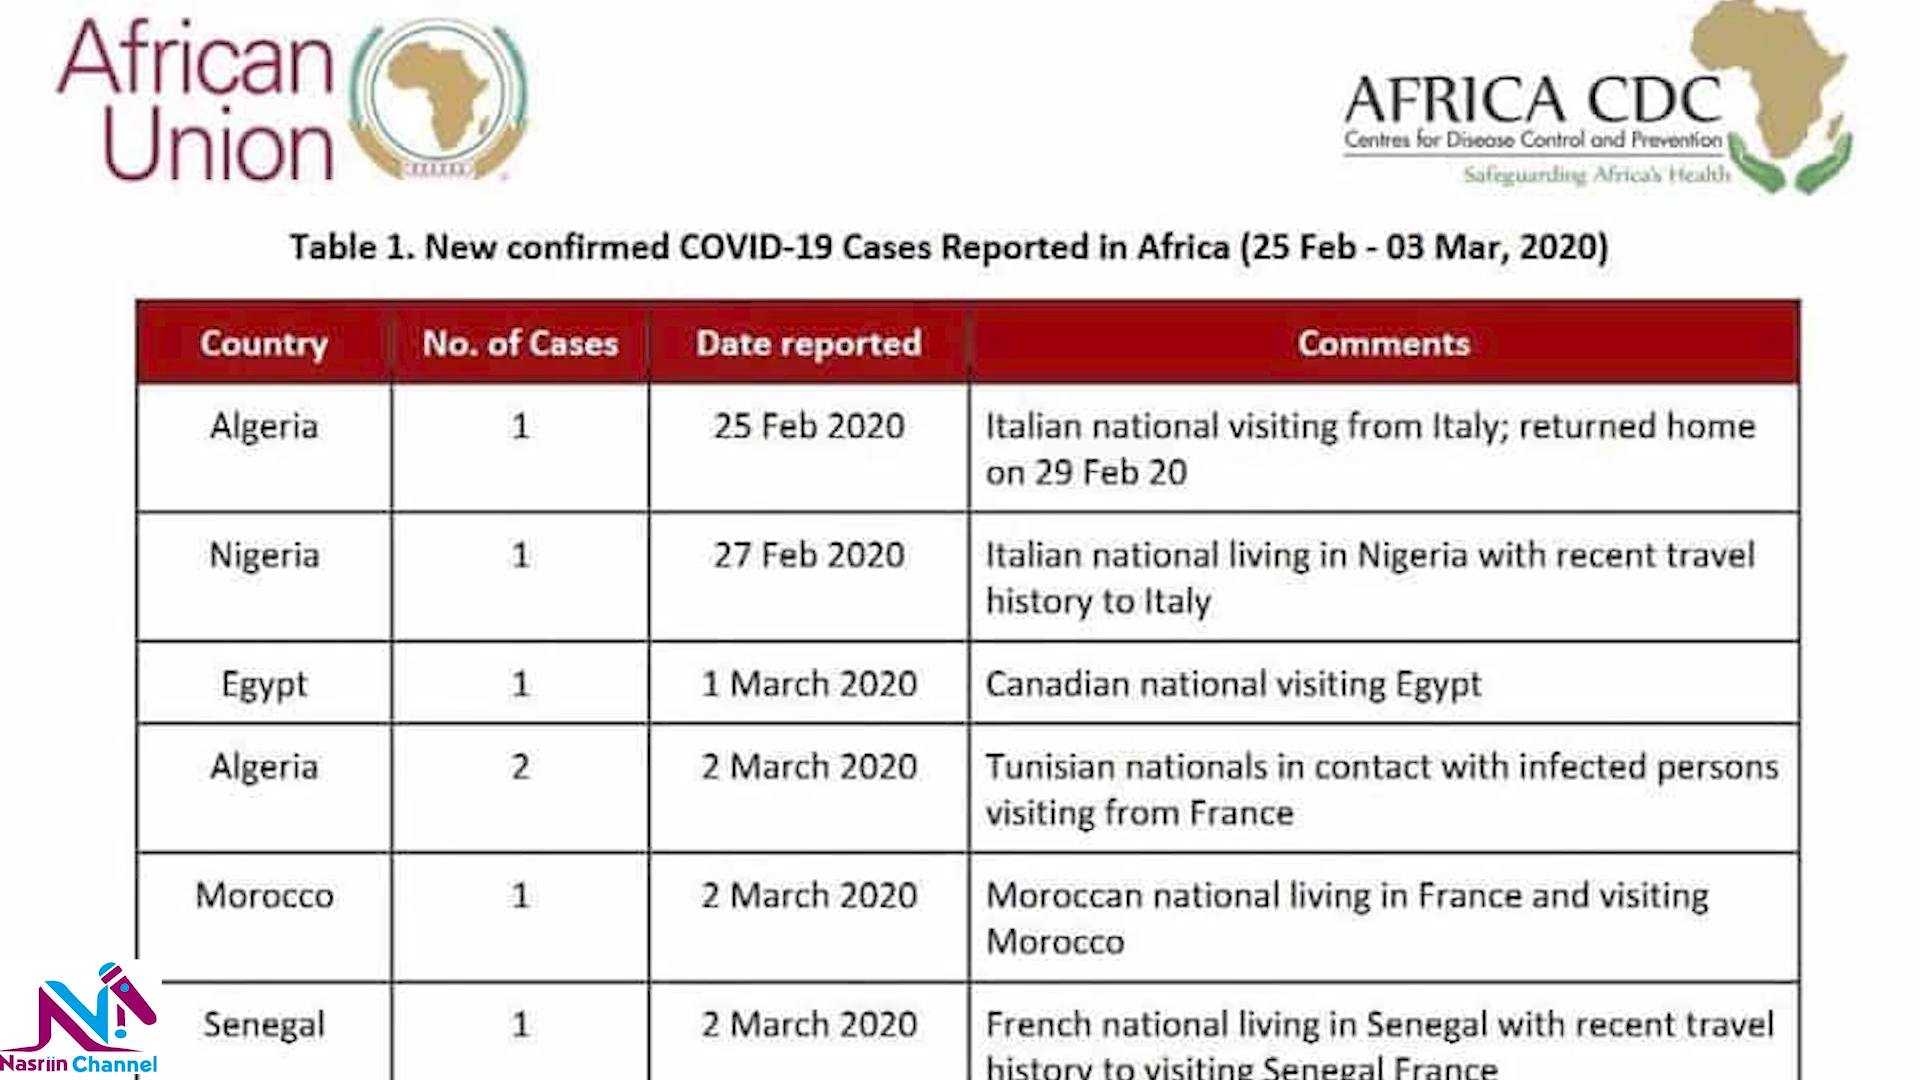 African
Union
AFRICA CDC
Centres for Disease Control and Prevention
Safeguarding Africa's Health
Table 1. New confirmed COVID-19 Cases Reported in Africa (25 Feb - 03 Mar, 2020)
Country No. of Cases Date reported Comments
Algeria 1 25 Feb 2020 Italian national visiting from Italy; returned home
on 29 Feb 20
Nigeria 1 27 Feb 2020 Italian national living in Nigeria with recent travel
history to Italy
Egypt 1 1 March 2020 Canadian national visiting Egypt
Algeria 2 2 March 2020 Tunisian nationals in contact with infected persons
visiting from France
Morocco 1 2 March 2020 Moroccan national living in France and visiting
Morocco
Senegal 1 2 March 2020 French national living in Senegal with recent travel
history to visiting Senegal France
Nasriin Channel